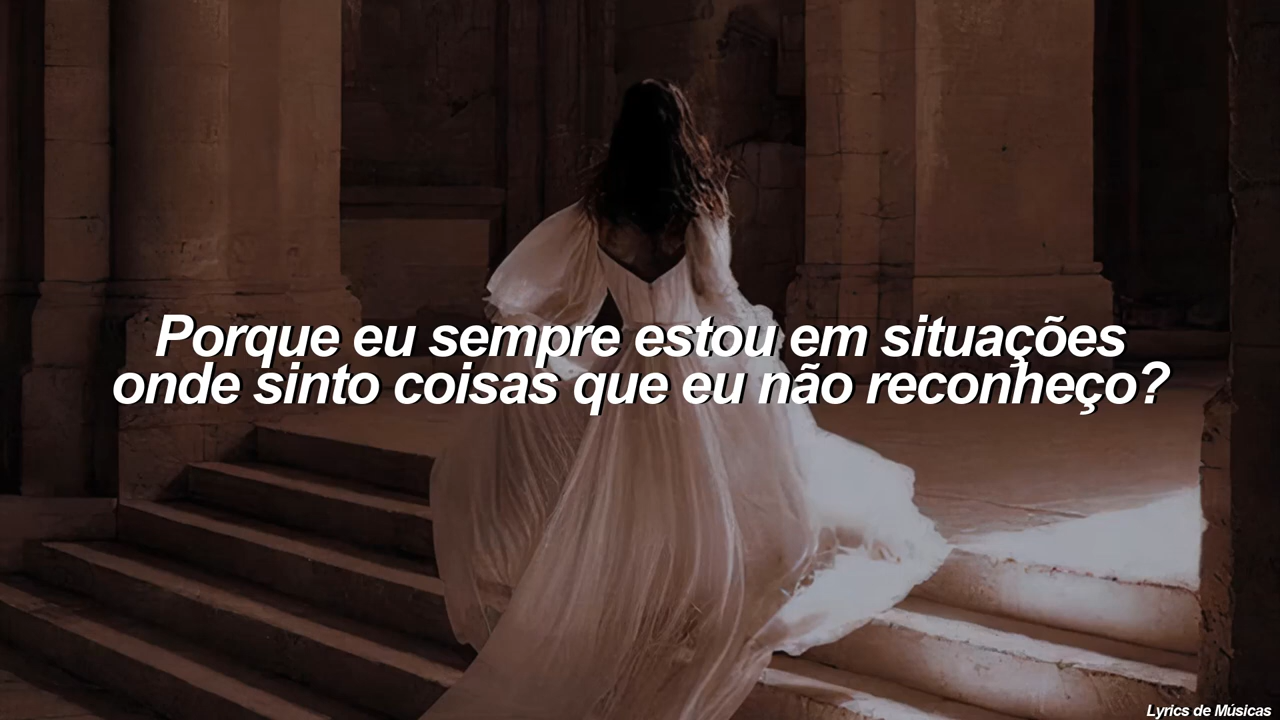 Porque eu sempre estou em situações
onde sinto coisas que eu não reconheço?
Lyrics de Músicas